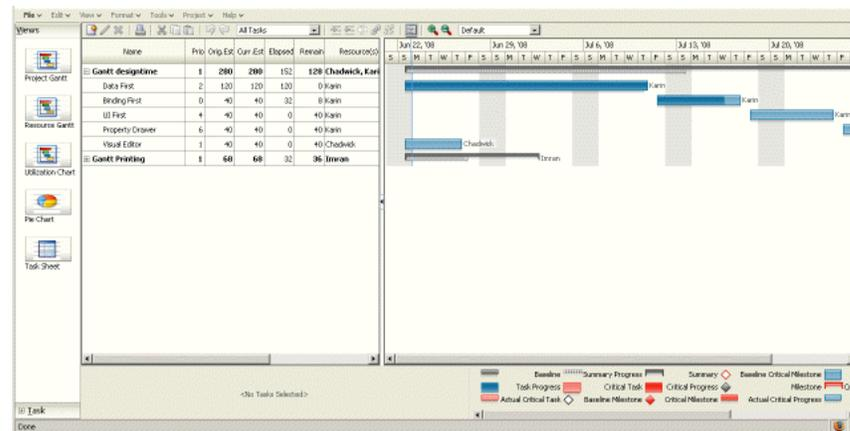 File Edit View Format Tools Project Help
Views
All Tasks
Default
Name Prio Orig.Est Curr.Est Elapsed Remain Resource(s)
Jun 22, '08 Jun 29, '08 Jul 6, '08 Jul 13, '08 Jul 20, '08
S S M T W T F S S M T W T F S S M T W T F S S M T W T F S S M T W T F
Gantt designtime 1 280 280 152 128 Chadwick, Kari
Data First 2 120 120 120 0 Karin
Karin
Binding First 0 40 40 32 8 Karin
Karin
UI First 4 40 40 0 40 Karin
Karin
Property Drawer 6 40 40 0 40 Karin
Visual Editor 1 40 40 0 40 Chadwick
Chadwick
Gantt Printing 1 68 68 32 36 Imran
Imran
Project Gantt
Resource Gantt
Utilization Chart
Pie Chart
Task Sheet
<No Tasks Selected>
Baseline Summary Progress Summary Baseline Critical Milestone
Task Progress Critical Task Critical Progress Milestone
Actual Critical Task Baseline Milestone Critical Milestone Actual Critical Progress
Task
Done